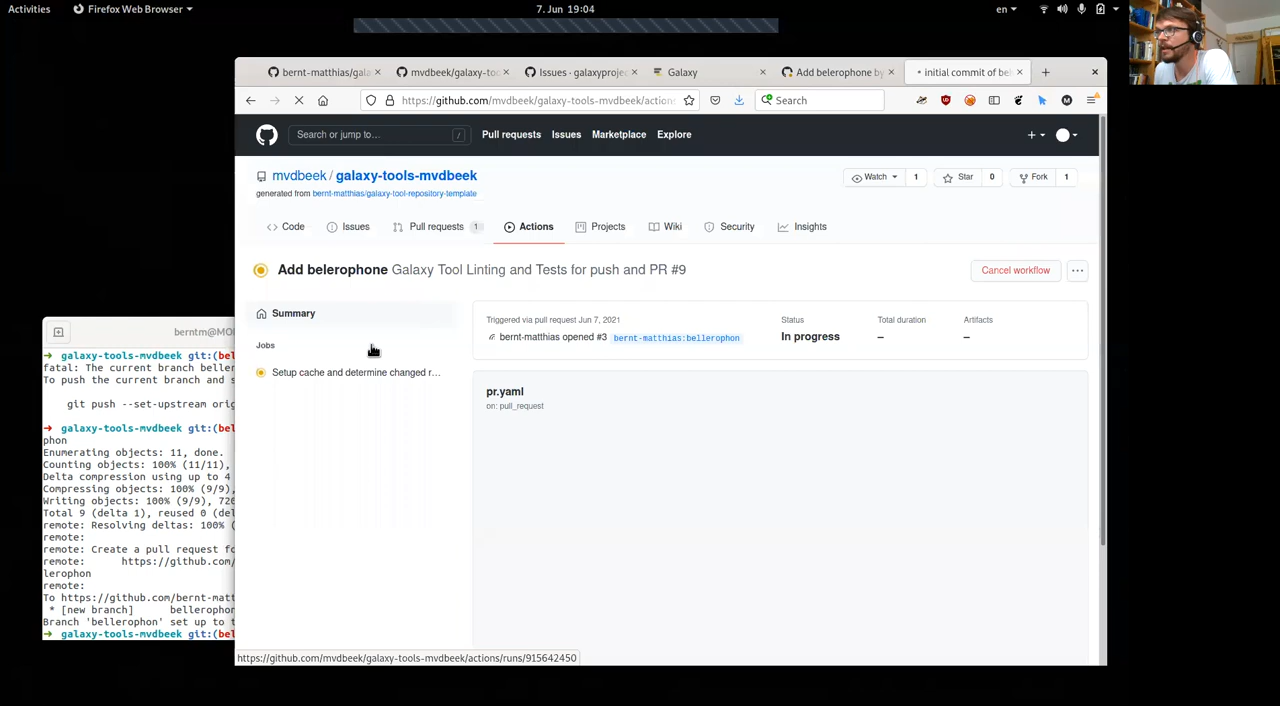 Activities
Firefox Web Browser
7. Jun 19:04
en
bernt-matthias/gala
mvdbeek/galaxy-too
Issues · galaxyprojec
Galaxy
Add belerophone by
initial commit of bel
https://github.com/mvdbeek/galaxy-tools-mvdbeek/actions
Search
Search or jump to…
/
Pull requests
Issues
Marketplace
Explore
mvdbeek / galaxy-tools-mvdbeek
generated from bernt-matthias/galaxy-tool-repository-template
Watch 1
Star 0
Fork 1
Code
Issues
Pull requests 1
Actions
Projects
Wiki
Security
Insights
Add belerophone Galaxy Tool Linting and Tests for push and PR #9
Cancel workflow
Summary
Jobs
Setup cache and determine changed r…
Triggered via pull request Jun 7, 2021
bernt-matthias opened #3 bernt-matthias:bellerophon
Status
In progress
Total duration
–
Artifacts
–
pr.yaml
on: pull_request
https://github.com/mvdbeek/galaxy-tools-mvdbeek/actions/runs/915642450
berntm@MO
➜ galaxy-tools-mvdbeek git:(bel
fatal: The current branch beller
To push the current branch and s
git push --set-upstream orig
➜ galaxy-tools-mvdbeek git:(bel
phon
Enumerating objects: 11, done.
Counting objects: 100% (11/11),
Delta compression using up to 4
Compressing objects: 100% (9/9),
Writing objects: 100% (9/9), 720
Total 9 (delta 1), reused 0 (del
remote: Resolving deltas: 100% (
remote:
remote: Create a pull request fo
remote: https://github.com/
lerophon
remote:
To https://github.com/bernt-matt
* [new branch] bellerophon
Branch 'bellerophon' set up to t
➜ galaxy-tools-mvdbeek git:(bel